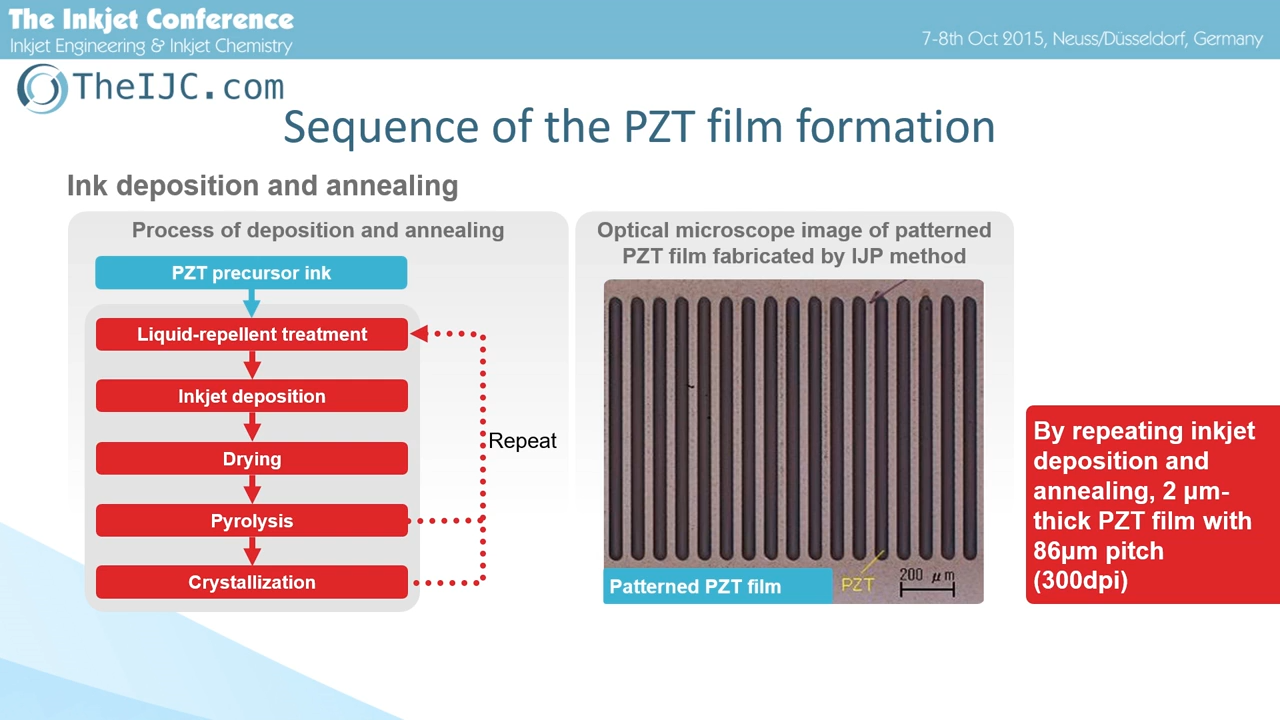 The Inkjet Conference
Inkjet Engineering & Inkjet Chemistry
7-8th Oct 2015, Neuss/Düsseldorf, Germany
TheIJC.com
Sequence of the PZT film formation
Ink deposition and annealing
Process of deposition and annealing
PZT precursor ink
Liquid-repellent treatment
Inkjet deposition
Drying
Pyrolysis
Crystallization
Repeat
Optical microscope image of patterned
PZT film fabricated by IJP method
Patterned PZT film
PZT
200 μm
By repeating inkjet
deposition and
annealing, 2 μm-
thick PZT film with
86μm pitch
(300dpi)